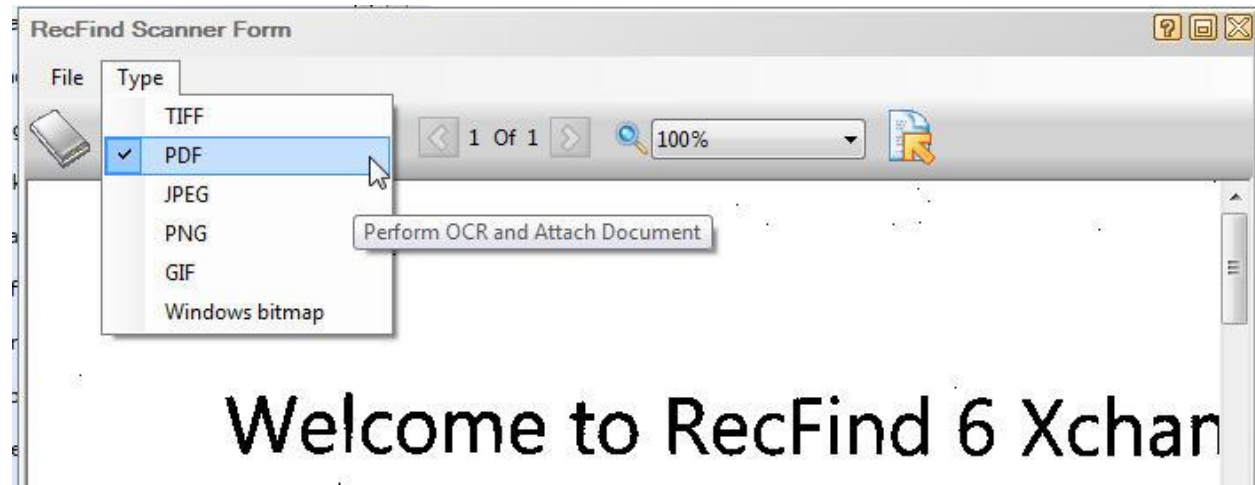 RecFind Scanner Form
File Type
TIFF
1 Of 1 100%
PDF
JPEG
PNG
Perform OCR and Attach Document
GIF
Windows bitmap
Welcome to RecFind 6 Xchan